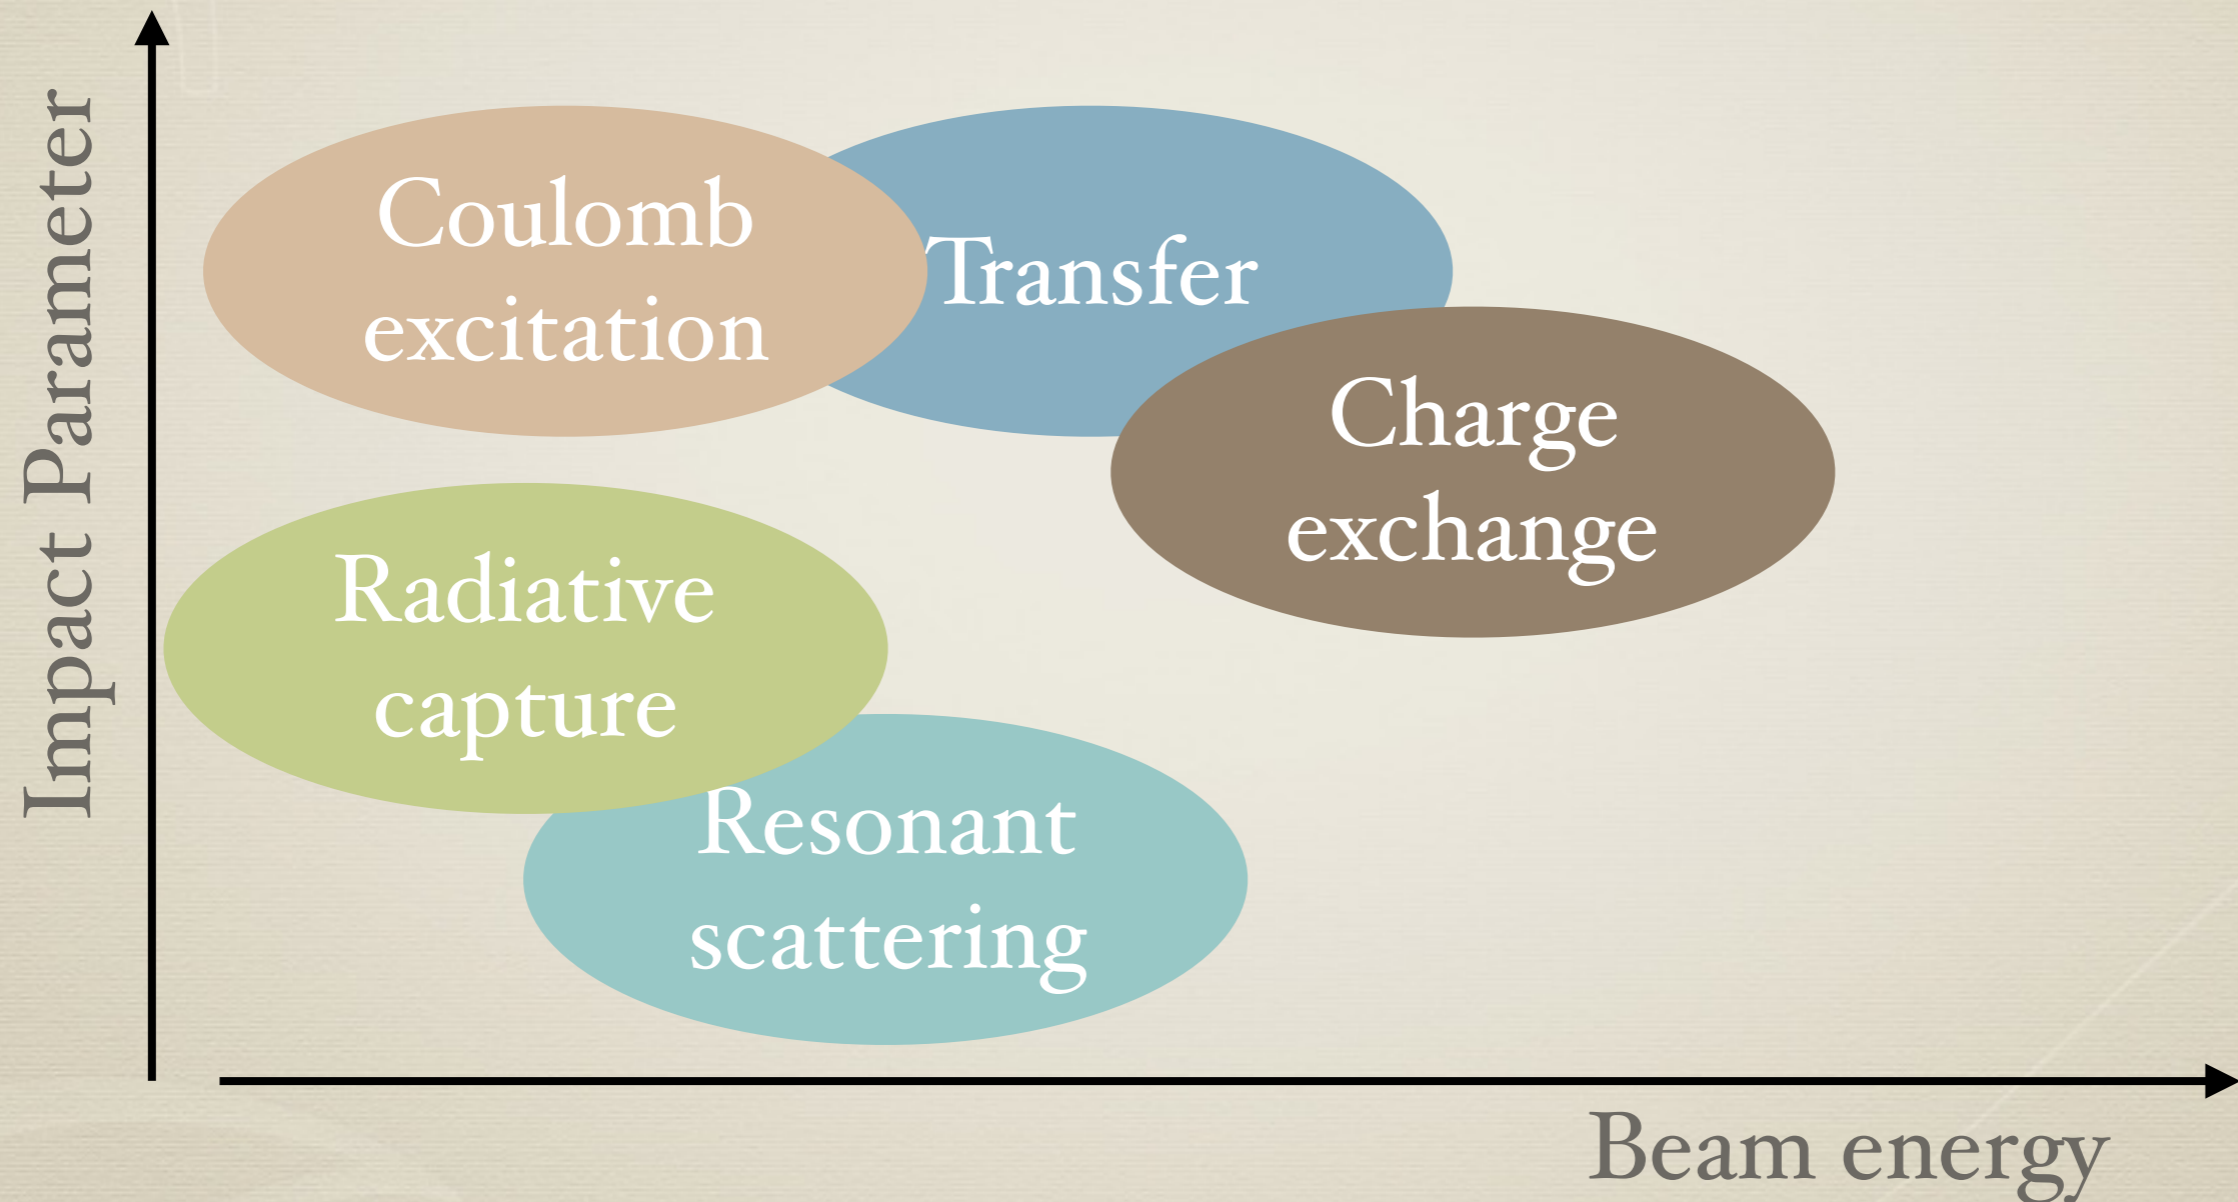 Impact Parameter
Coulomb
excitation
Transfer
Charge
exchange
Radiative
capture
Resonant
scattering
Beam energy